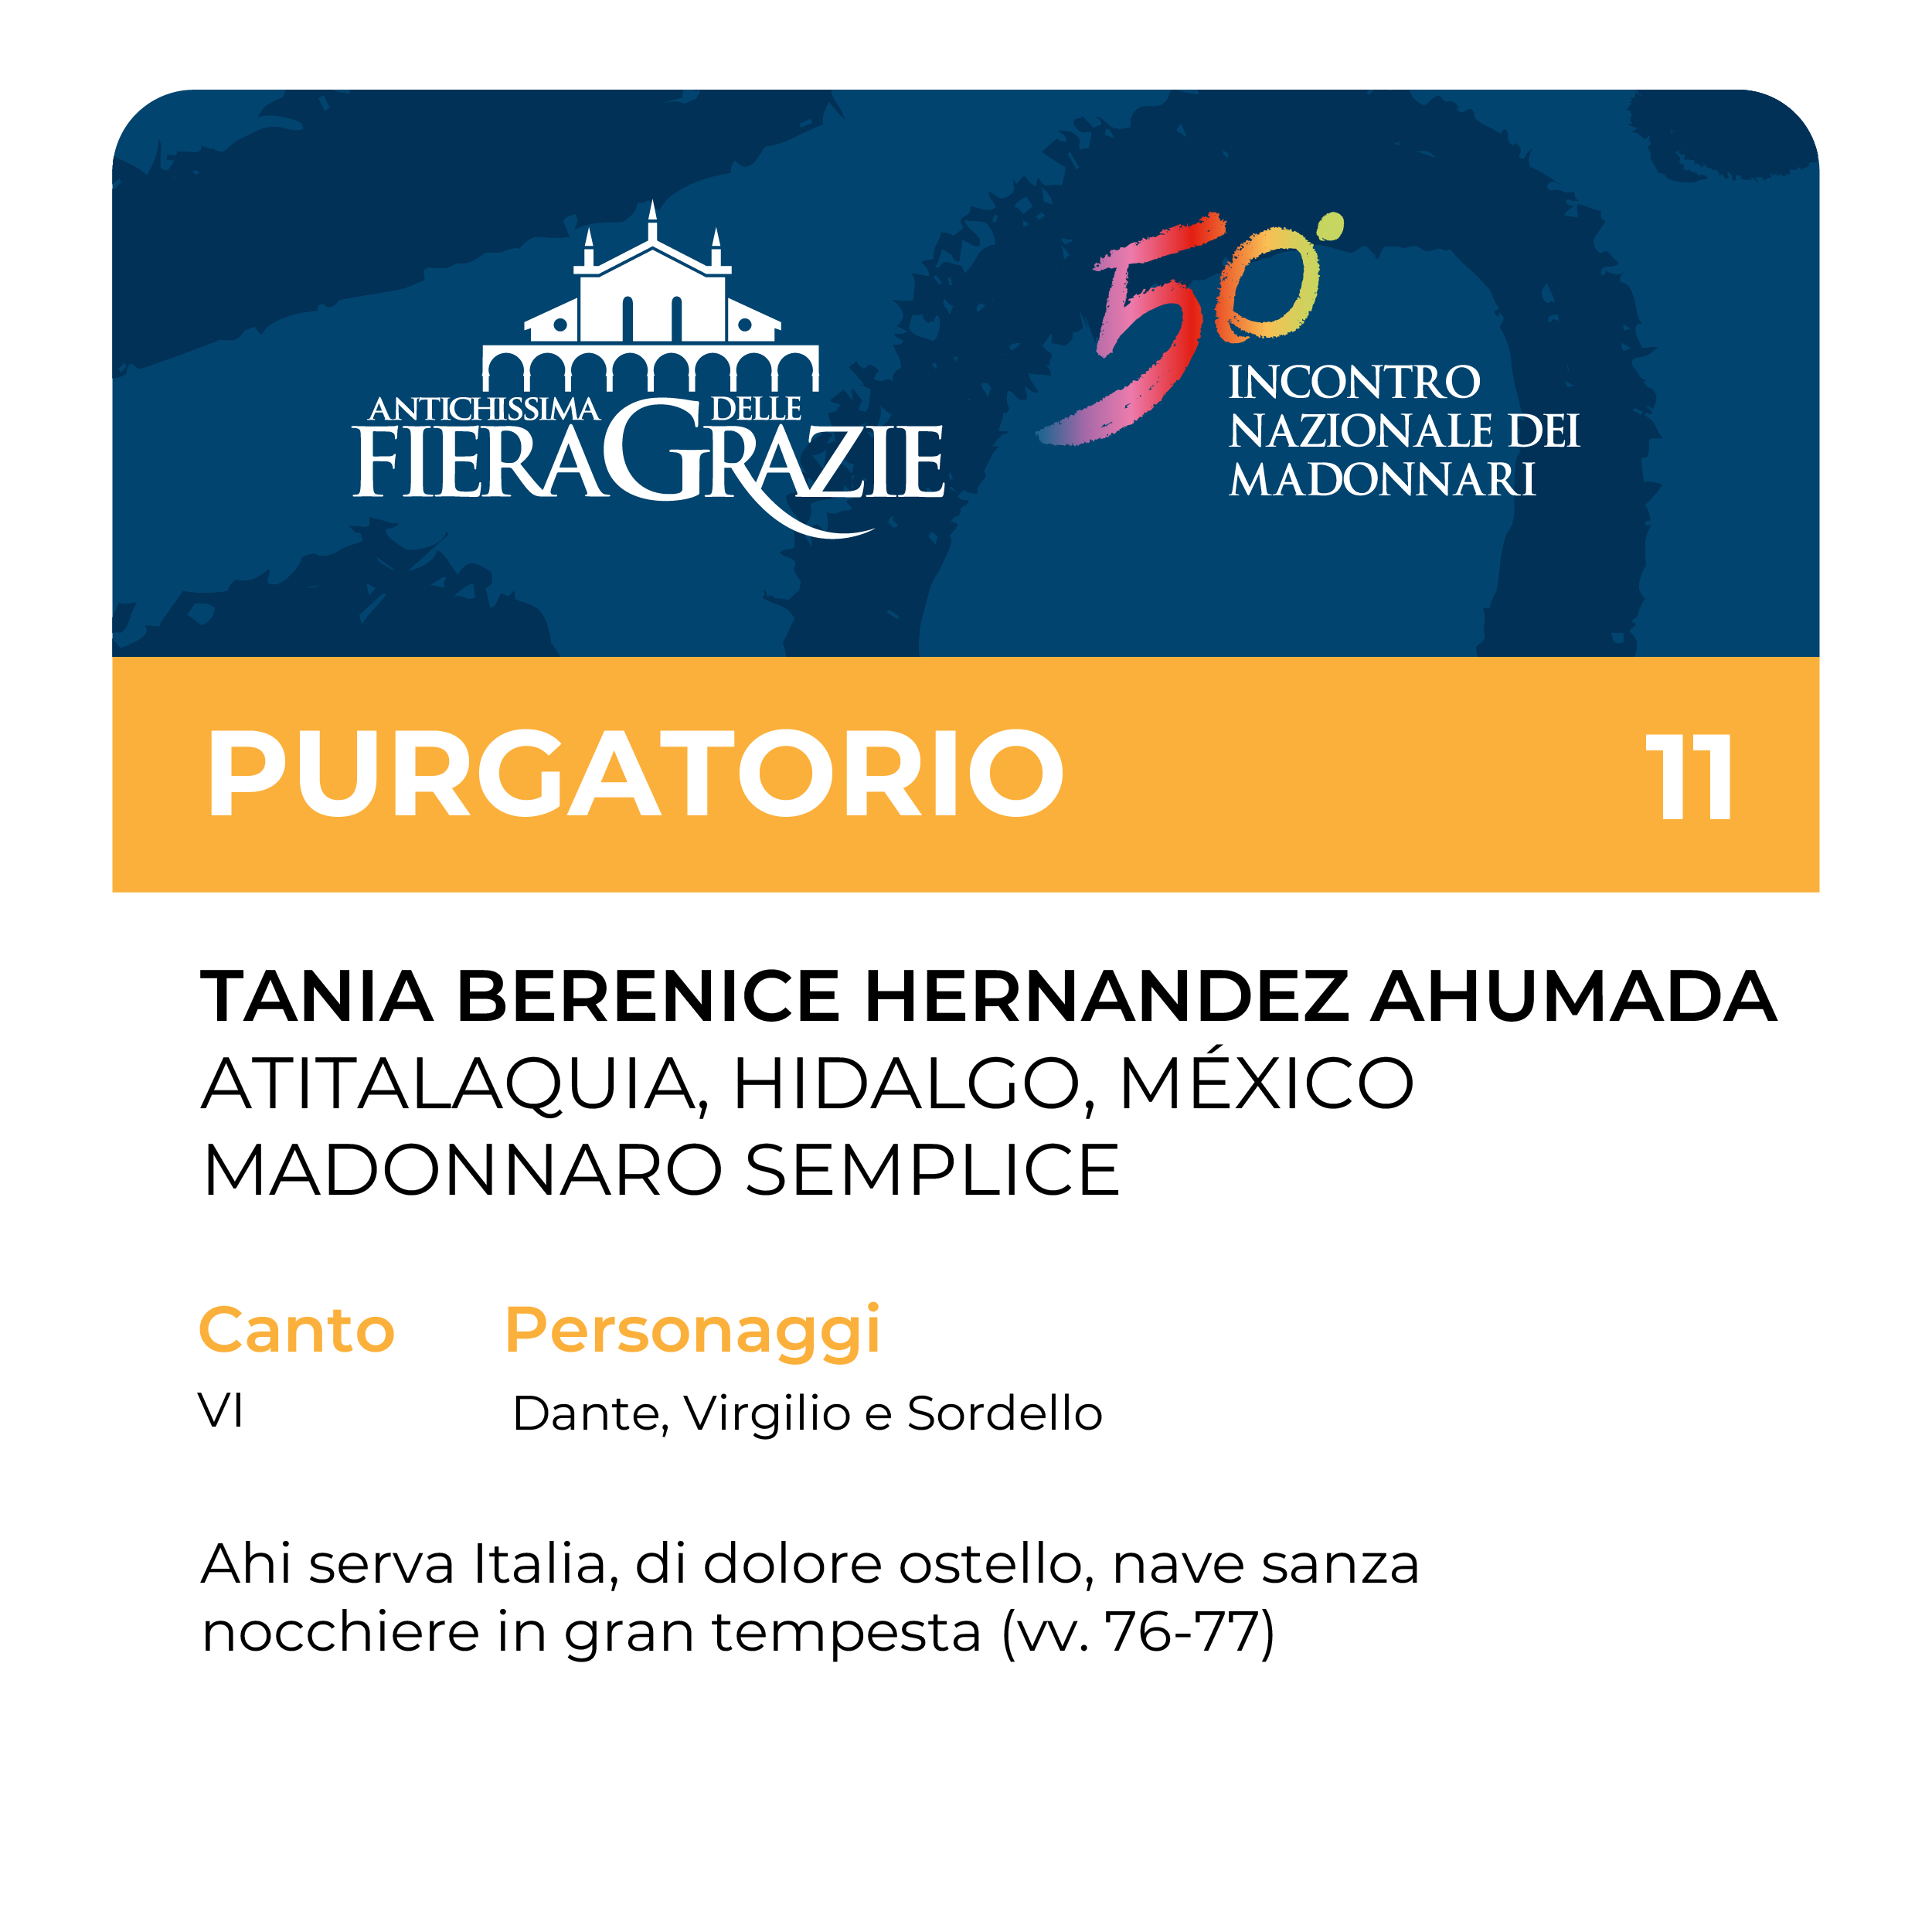 ANTICHISSIMA
FIERA DELLE GRAZIE
50°
INCONTRO
NAZIONALE DEI
MADONNARI
PURGATORIO 11
TANIA BERENICE HERNANDEZ AHUMADA
ATITALAQUIA, HIDALGO, MÉXICO
MADONNARO SEMPLICE
Canto Personaggi
VI Dante, Virgilio e Sordello
Ahi serva Italia, di dolore ostello, nave sanza
nocchiere in gran tempesta (vv. 76-77)